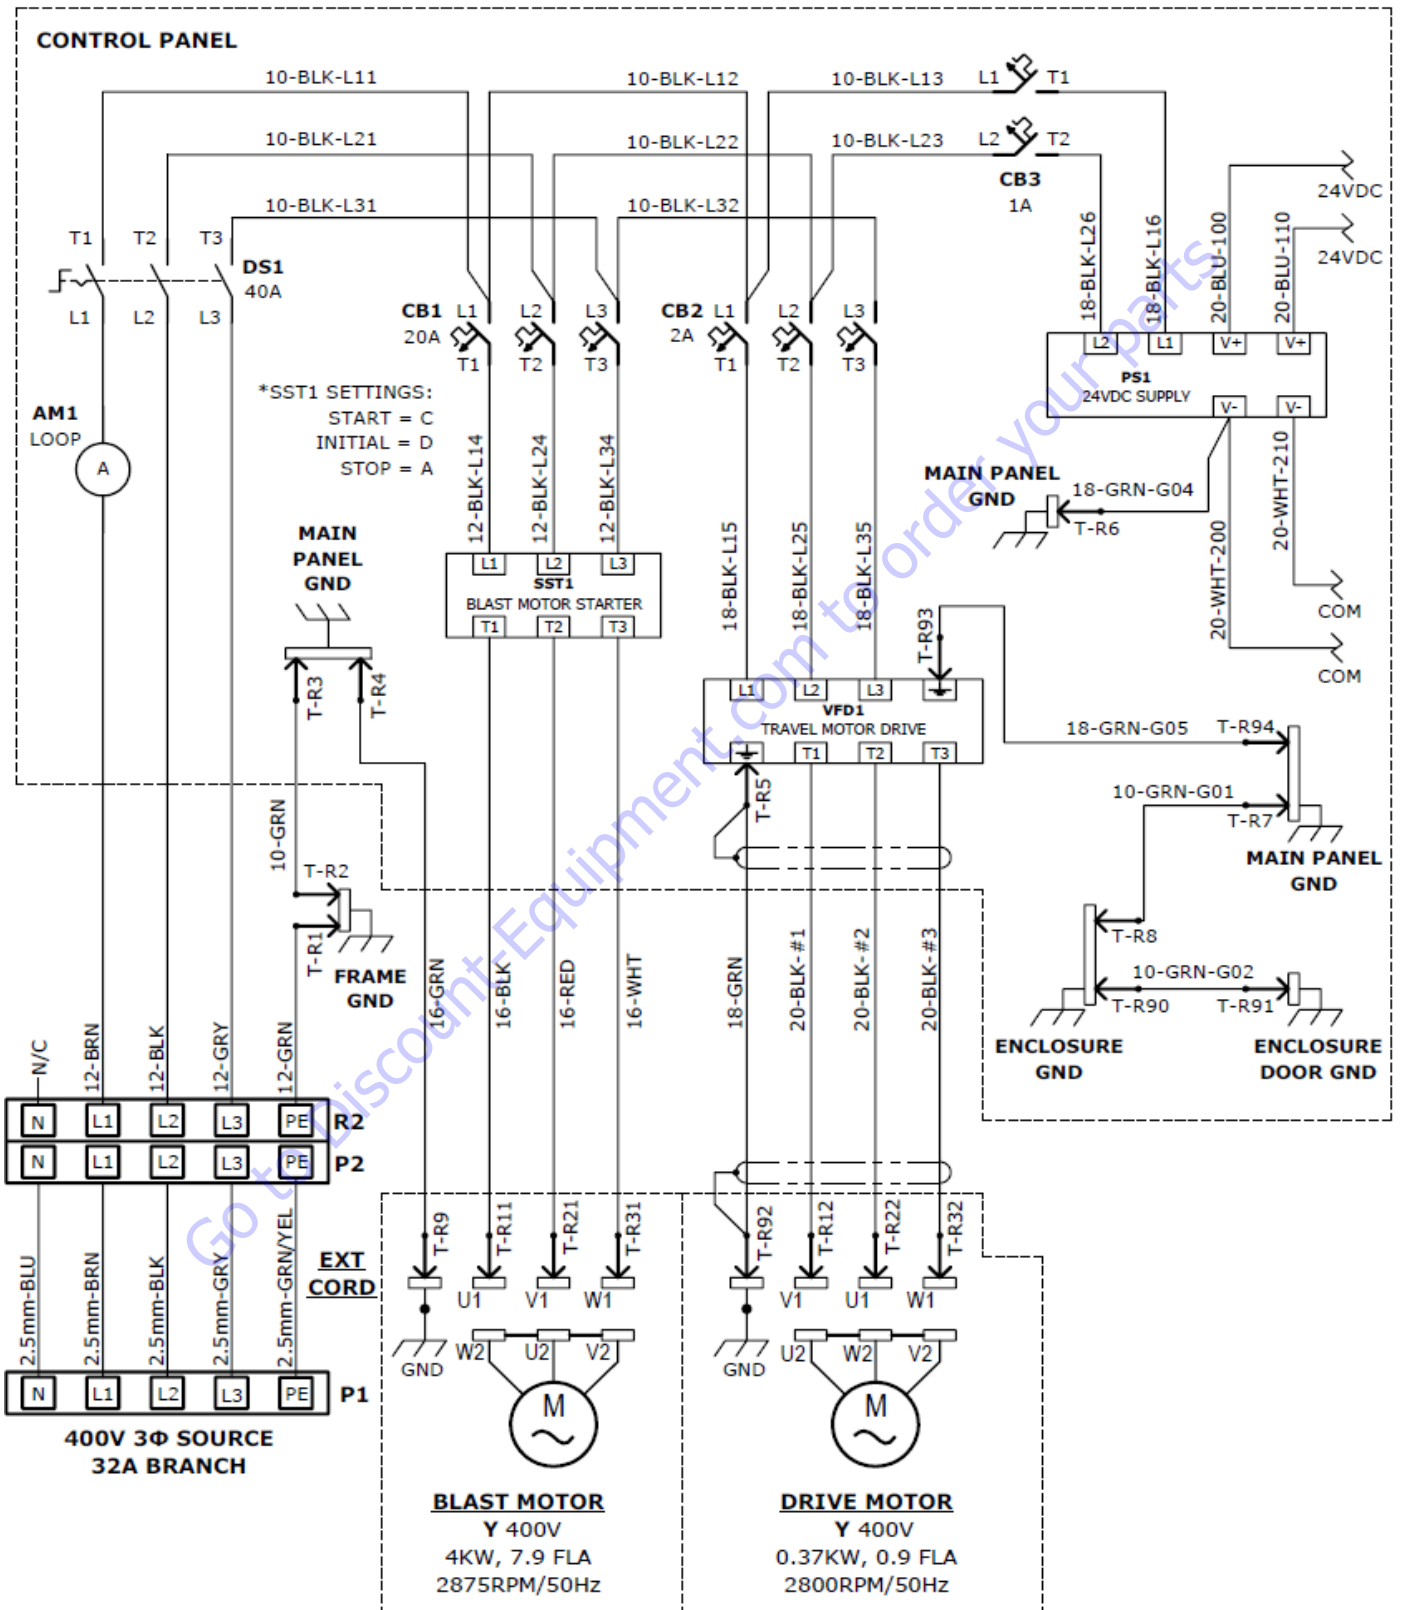 CONTROL PANEL
10-BLK-L11
10-BLK-L12
10-BLK-L13
L1
T1
10-BLK-L21
10-BLK-L22
10-BLK-L23
L2
T2
CB3
1A
10-BLK-L31
10-BLK-L32
24VDC
24VDC
18-BLK-L26
18-BLK-L16
20-BLU-100
20-BLU-110
T1
T2
T3
DS1
40A
L1
L2
L3
CB1
20A
L1
L2
L3
T1
T2
T3
CB2
2A
L1
L2
L3
T1
T2
T3
L2
L1
V+
V+
PS1
24VDC SUPPLY
V-
V-
*SST1 SETTINGS:
START = C
INITIAL = D
STOP = A
AM1
LOOP
A
12-BLK-L14
12-BLK-L24
12-BLK-L34
MAIN PANEL
GND
18-GRN-G04
T-R6
20-WHT-200
20-WHT-210
COM
COM
MAIN
PANEL
GND
T-R3
T-R4
L1
L2
L3
SST1
BLAST MOTOR STARTER
T1
T2
T3
18-BLK-L15
18-BLK-L25
18-BLK-L35
T-R93
L1
L2
L3
VFD1
TRAVEL MOTOR DRIVE
T1
T2
T3
T-R5
18-GRN-G05
T-R94
10-GRN-G01
T-R7
MAIN PANEL
GND
10-GRN
T-R2
T-R1
FRAME
GND
T-R8
10-GRN-G02
T-R90
T-R91
ENCLOSURE
GND
ENCLOSURE
DOOR GND
16-GRN
16-BLK
16-RED
16-WHT
18-GRN
20-BLK-#1
20-BLK-#2
20-BLK-#3
N/C
12-BRN
12-BLK
12-GRY
12-GRN
N
L1
L2
L3
PE
R2
N
L1
L2
L3
PE
P2
2.5mm-BLU
2.5mm-BRN
2.5mm-BLK
2.5mm-GRY
2.5mm-GRN/YEL
EXT
CORD
N
L1
L2
L3
PE
P1
400V 3Φ SOURCE
32A BRANCH
T-R9
T-R11
T-R21
T-R31
U1
V1
W1
W2
U2
V2
GND
M
BLAST MOTOR
Y 400V
4KW, 7.9 FLA
2875RPM/50Hz
T-R92
T-R12
T-R22
T-R32
V1
U1
W1
U2
W2
V2
GND
M
DRIVE MOTOR
Y 400V
0.37KW, 0.9 FLA
2800RPM/50Hz
Go to Discount-Equipment.com to order your parts